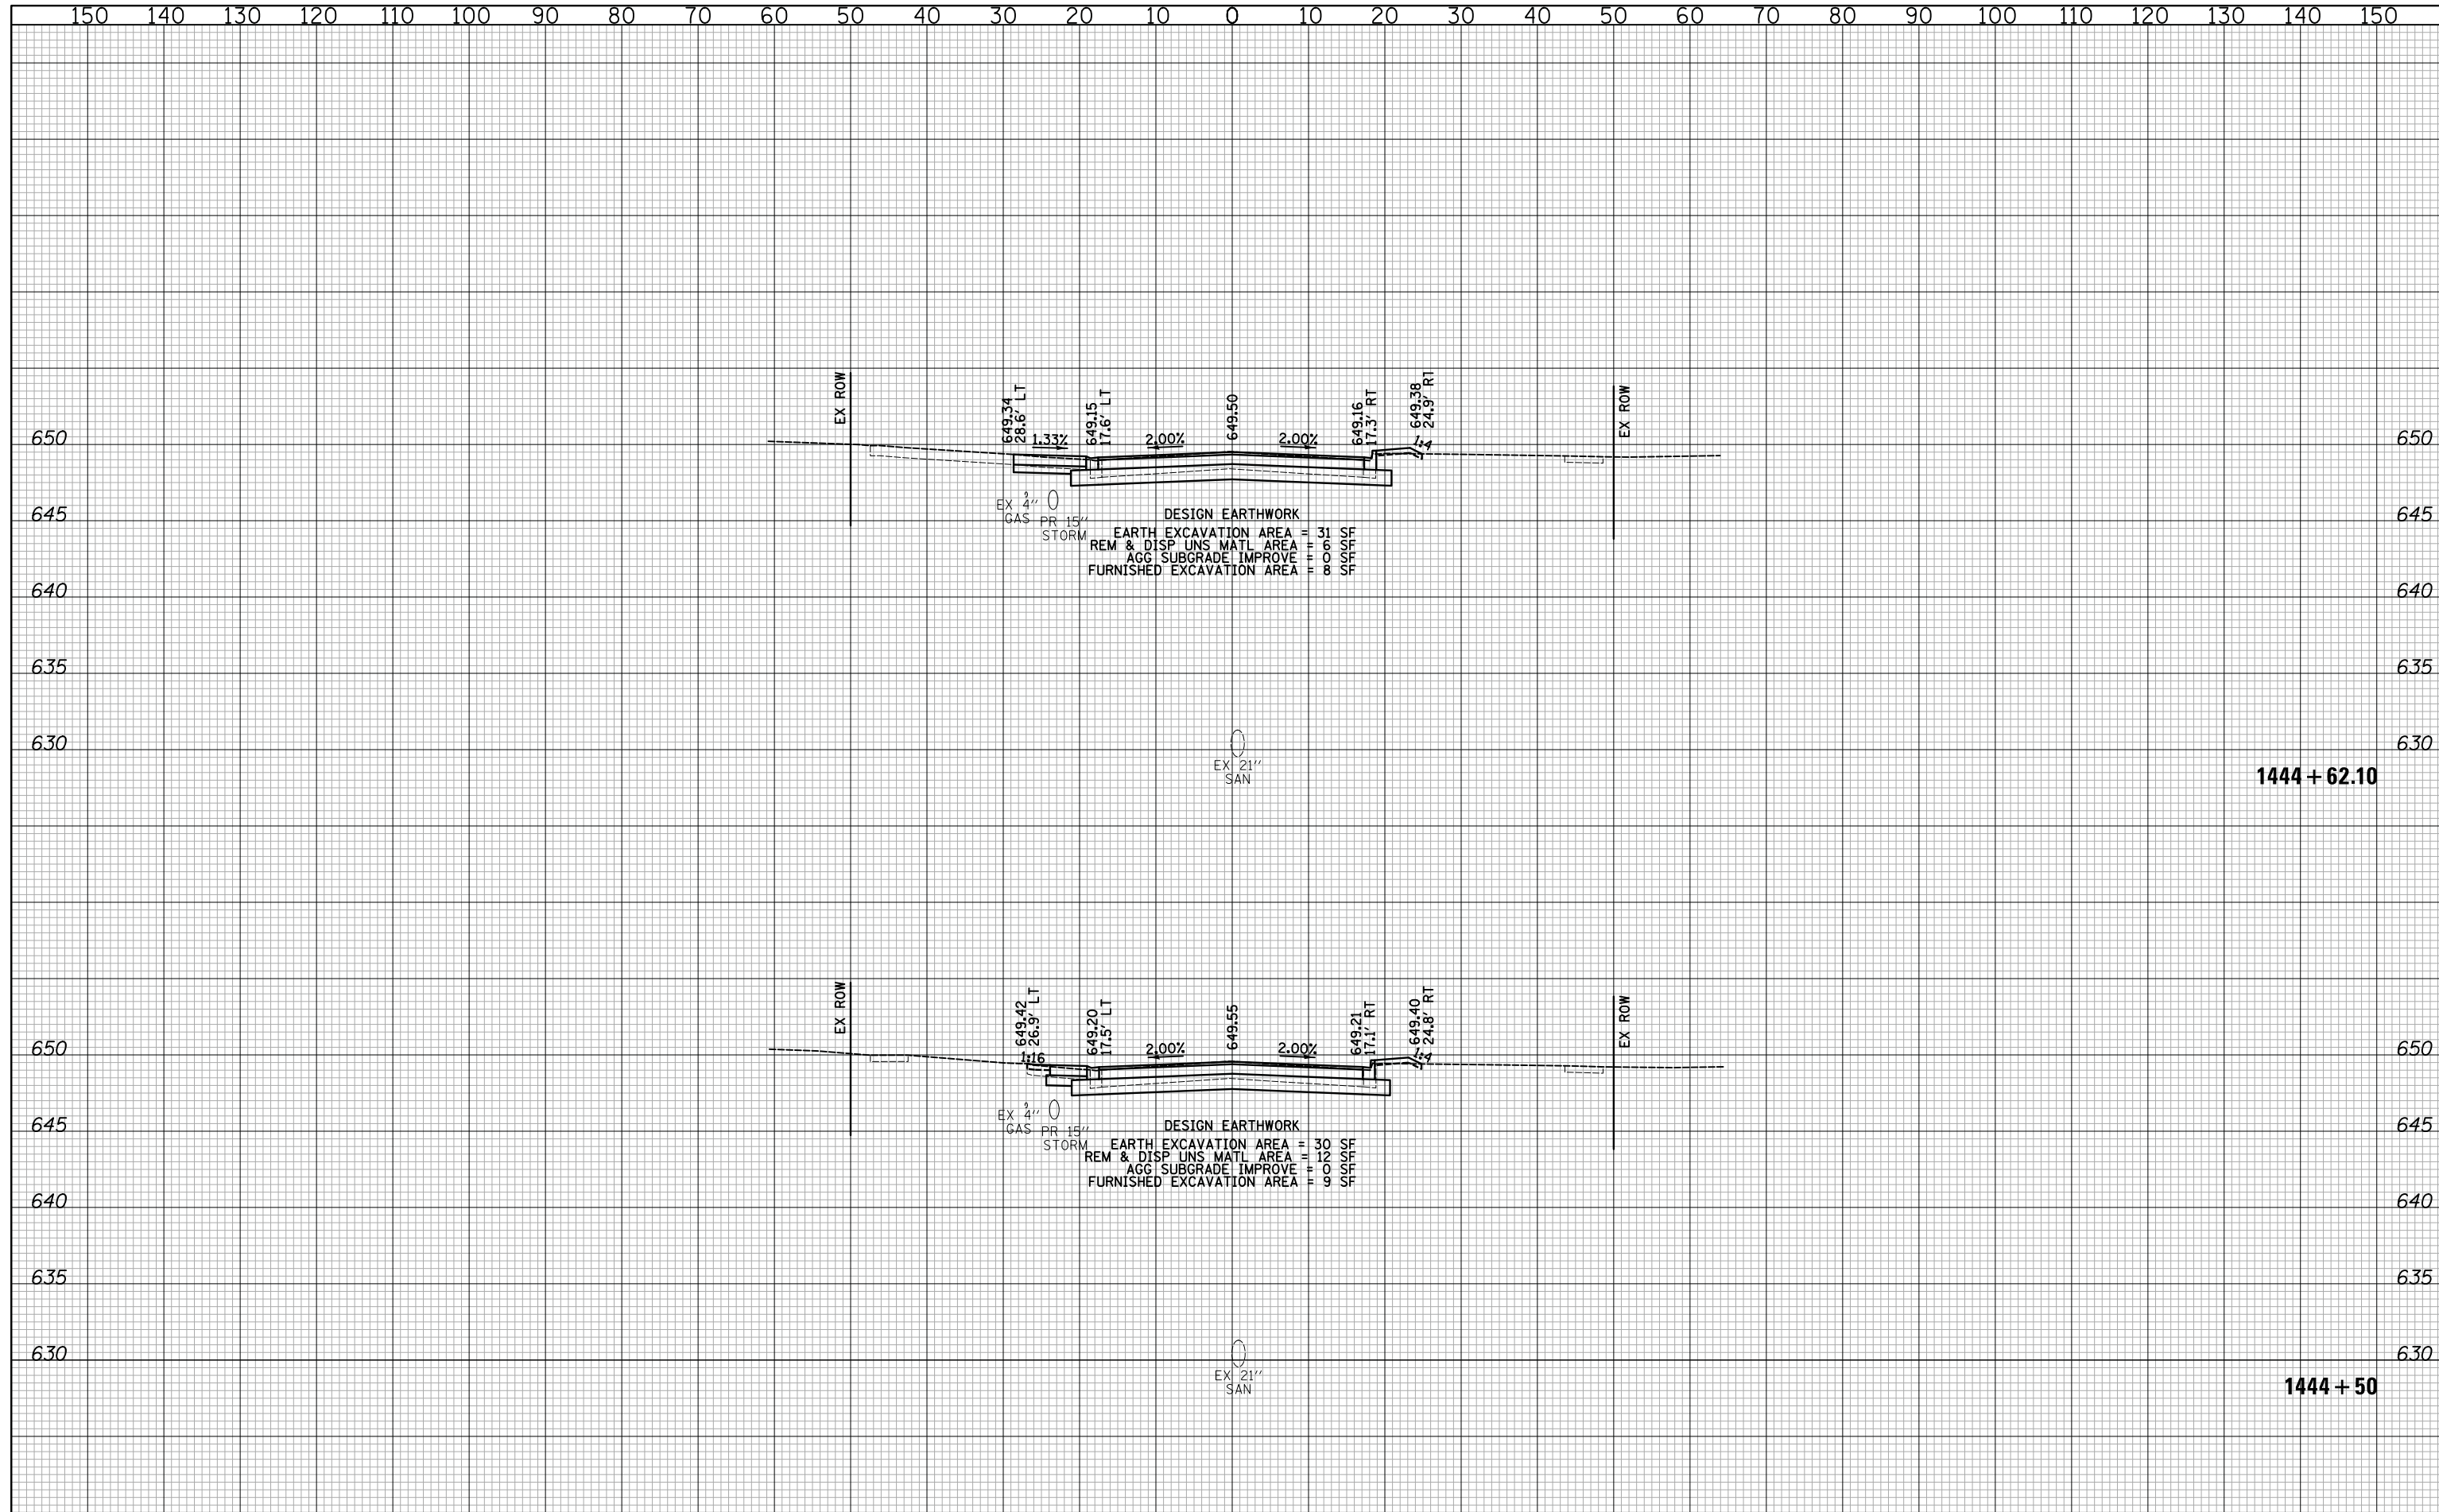 150 140 130 120 110 100 90 80 70 60 50 40 30 20 10 0 10 20 30 40 50 60 70 80 90 100 110 120 130 140 150
EX ROW
649.34
28.6' LT
649.15
17.6' LT
649.50
649.16
17.3' RT
649.38
24.9' RT
EX ROW
1.33%
2.00%
2.00%
1:4
650 650
EX 4''
GAS
PR 15''
STORM
645 645
DESIGN EARTHWORK
EARTH EXCAVATION AREA = 31 SF
REM & DISP UNS MATL AREA = 6 SF
AGG SUBGRADE IMPROVE = 0 SF
FURNISHED EXCAVATION AREA = 8 SF
640 640
635 635
630 630
EX 21''
SAN
1444+62.10
EX ROW
649.42
26.9' LT
649.20
17.5' LT
649.55
649.21
17.1' RT
649.40
24.8' RT
EX ROW
1:16
2.00%
2.00%
1:4
650 650
EX 4''
GAS
PR 15''
STORM
645 645
DESIGN EARTHWORK
EARTH EXCAVATION AREA = 30 SF
REM & DISP UNS MATL AREA = 12 SF
AGG SUBGRADE IMPROVE = 0 SF
FURNISHED EXCAVATION AREA = 9 SF
640 640
635 635
630 630
EX 21''
SAN
1444+50